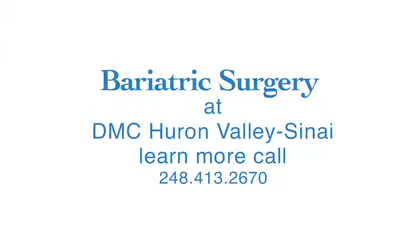 Bariatric Surgery
at
DMC Huron Valley-Sinai
learn more call
248.413.2670